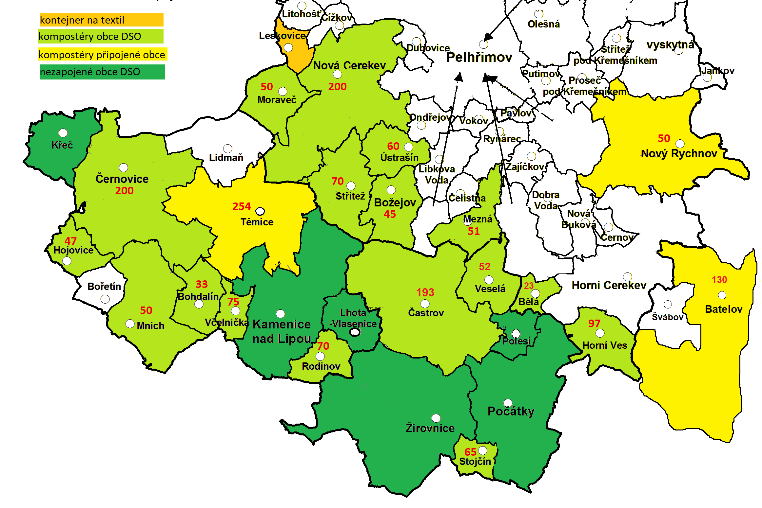 kontejner na textil
kompostéry obce DSO
kompostéry připojené obce
nezapojené obce DSO
Litohošť
Čížkov
Olešná
Leskovice
Dubovice
Pelhřimov
Střítež
pod Křemešníkem
vyskytná
Nová Cerekev
200
Putimov
Proseč
pod Křemešníkem
Jankov
50
Moraveč
Ondřejov
Vokov
Pavlov
Rynárec
50
Nový Rychnov
Křeč
Lidmaň
60
Ústrašín
Libkova
Voda
Zajíčkov
Černovice
200
70
Střítež
Božejov
45
Čelistna
Dobra
Voda
254
Těmice
Mezná
51
Nová
Buková
Černov
47
Hojovice
Bořetín
33
Bohdalín
52
Veselá
23
Bělá
Horní Cerekev
130
Batelov
50
Mnich
75
Včelnička
Kamenice
nad Lipou
Lhota
-Vlasenice
193
Častrov
Švábov
Polesí
97
Horní Ves
70
Rodinov
Počátky
Žirovnice
65
Stojčín